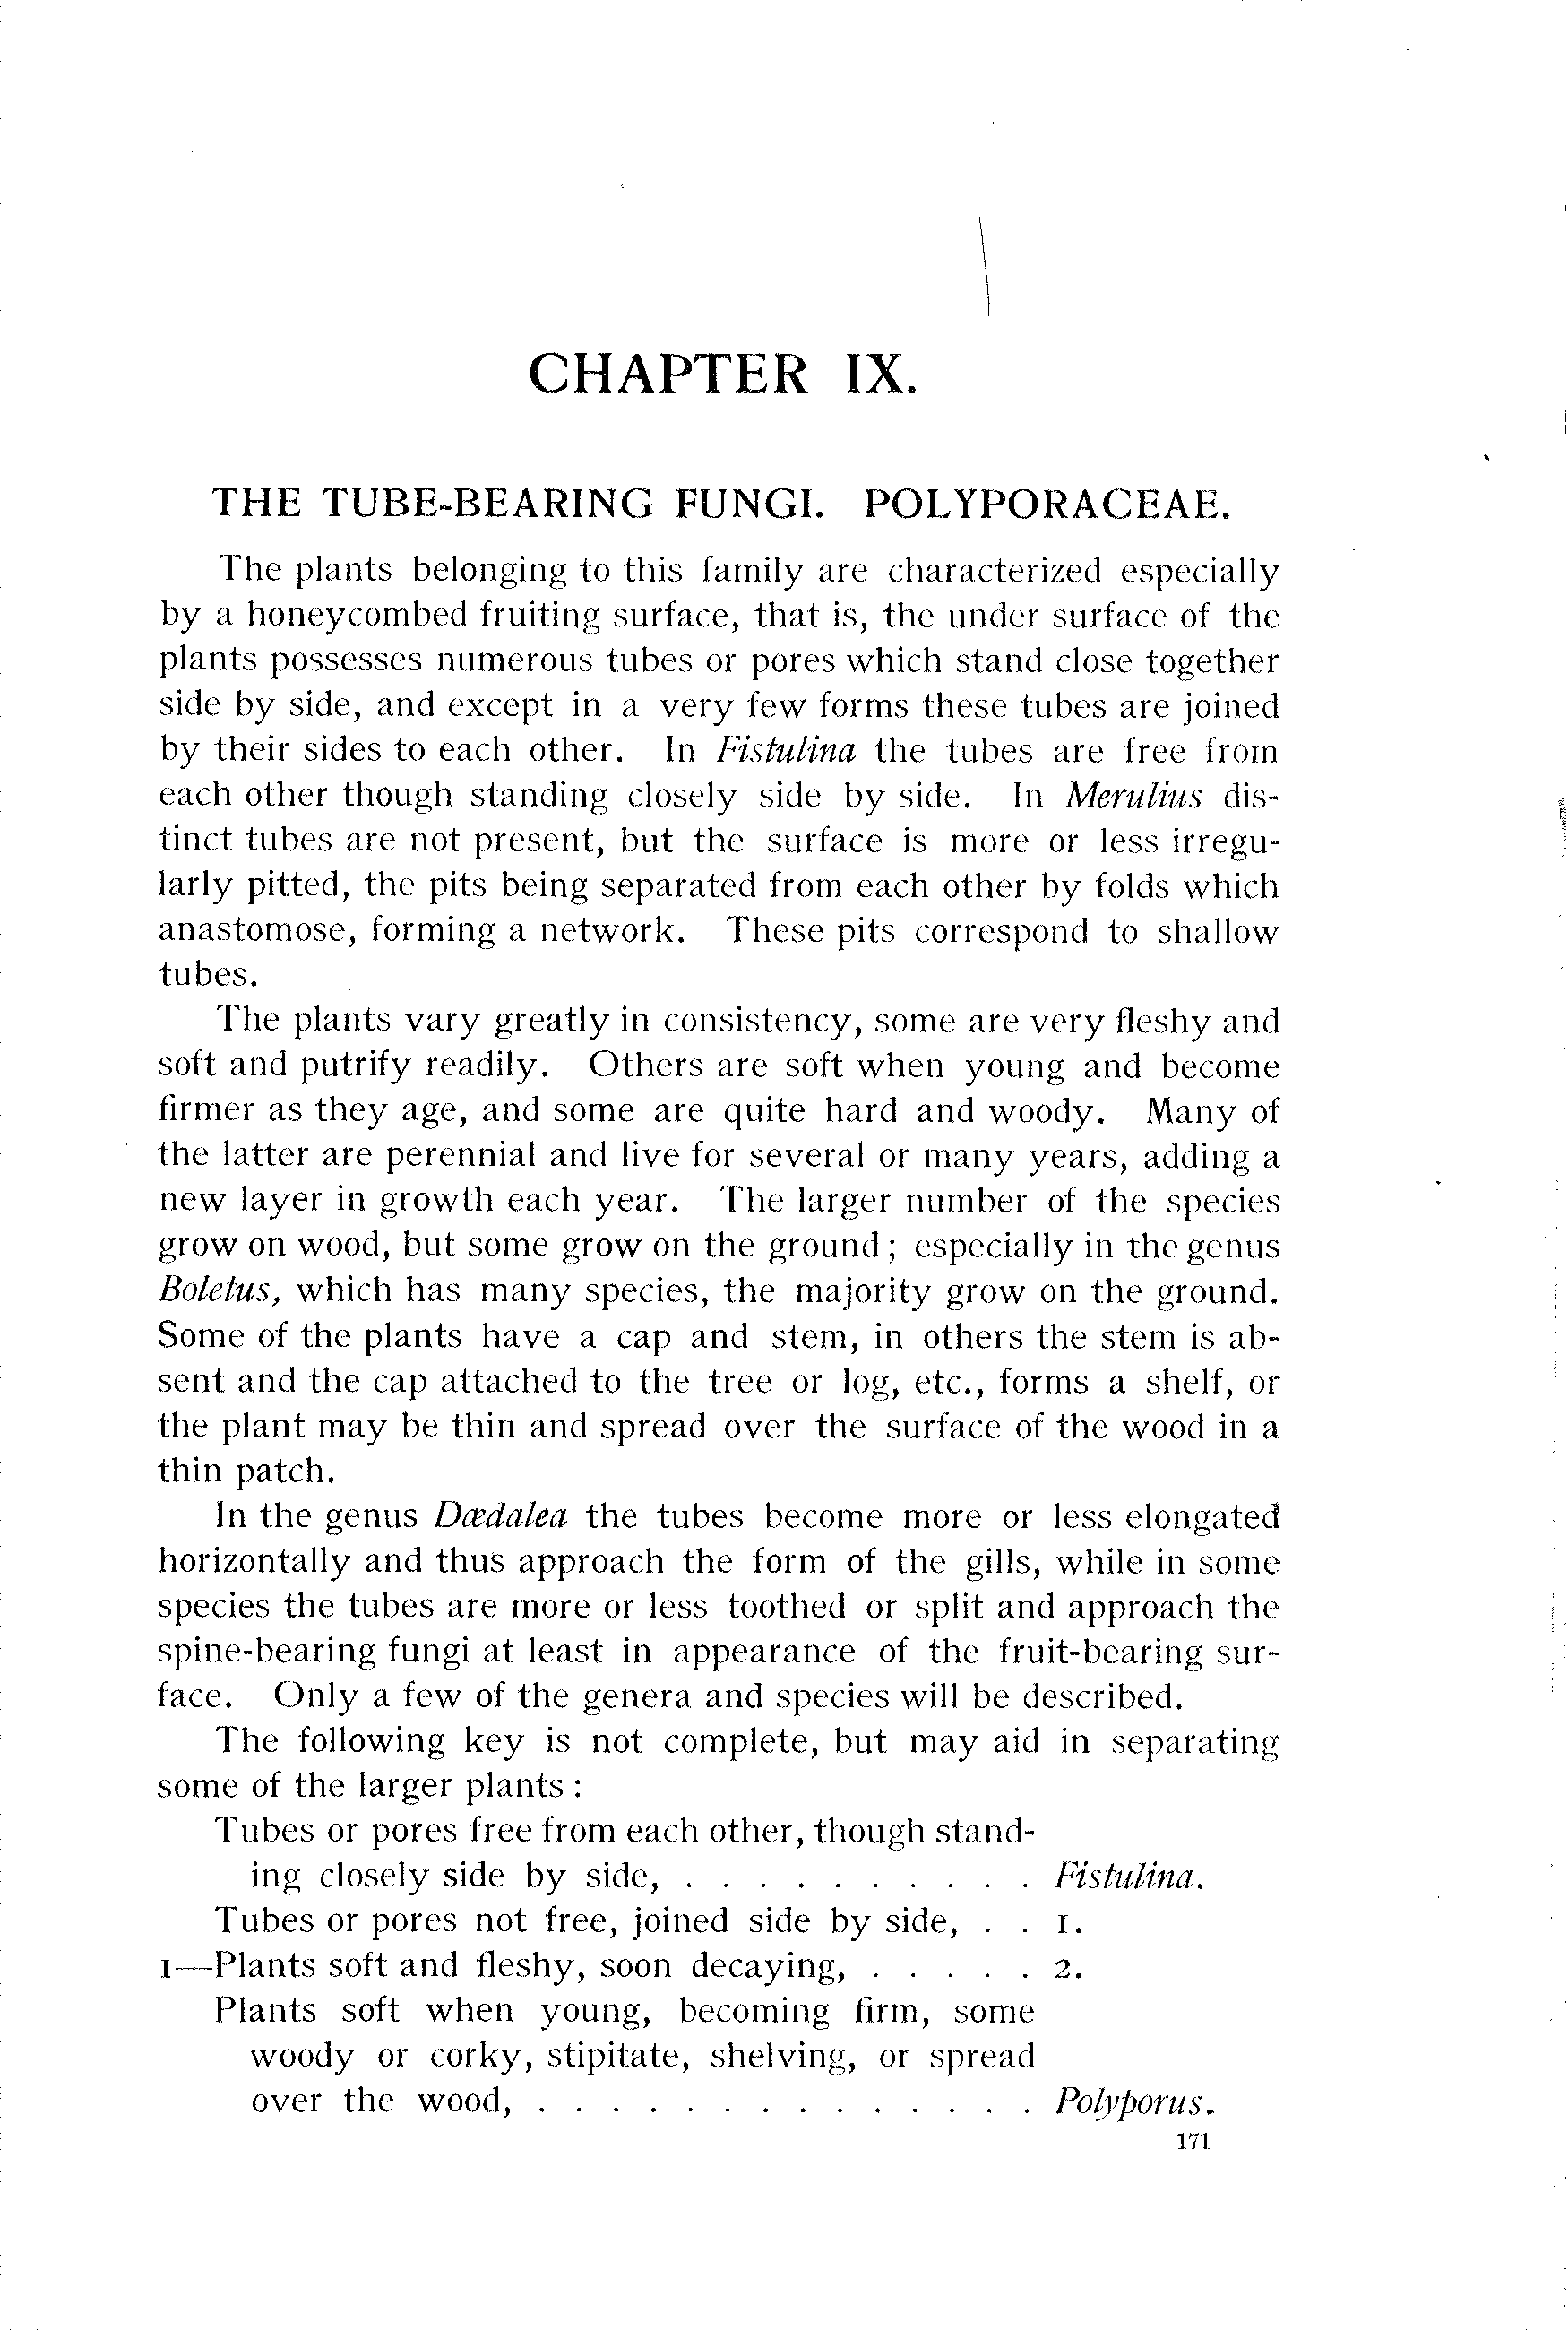 CHAPTER IX.
THE TUBE-BEARING FUNGI. POLYPORACEAE.
The plants belonging to this family are characterized especially
by a honeycombed fruiting surface, that is, the under surface of the
plants possesses numerous tubes or pores which stand close together
side by side, and except in a very few forms these tubes are joined
by their sides to each other. In Fistulina the tubes are free from
each other though standing closely side by side. In Merulius dis-
tinct tubes are not present, but the surface is more or less irregu-
larly pitted, the pits being separated from each other by folds which
anastomose, forming a network. These pits correspond to shallow
tubes.
The plants vary greatly in consistency, some are very fleshy and
soft and putrify readily. Others are soft when young and become
firmer as they age, and some are quite hard and woody. Many of
the latter are perennial and live for several or many years, adding a
new layer in growth each year. The larger number of the species
grow on wood, but some grow on the ground; especially in the genus
Boletus, which has many species, the majority grow on the ground.
Some of the plants have a cap and stem, in others the stem is ab-
sent and the cap attached to the tree or log, etc., forms a shelf, or
the plant may be thin and spread over the surface of the wood in a
thin patch.
In the genus Dædalea the tubes become more or less elongated
horizontally and thus approach the form of the gills, while in some
species the tubes are more or less toothed or split and approach the
spine-bearing fungi at least in appearance of the fruit-bearing sur-
face. Only a few of the genera and species will be described.
The following key is not complete, but may aid in separating
some of the larger plants :
Tubes or pores free from each other, though stand-
ing closely side by side, . . . . . . . . . . Fistulina.
Tubes or pores not free, joined side by side, . . 1.
1—Plants soft and fleshy, soon decaying, . . . . . 2.
Plants soft when young, becoming firm, some
woody or corky, stipitate, shelving, or spread
over the wood, . . . . . . . . . . . . . . Polyporus.
171